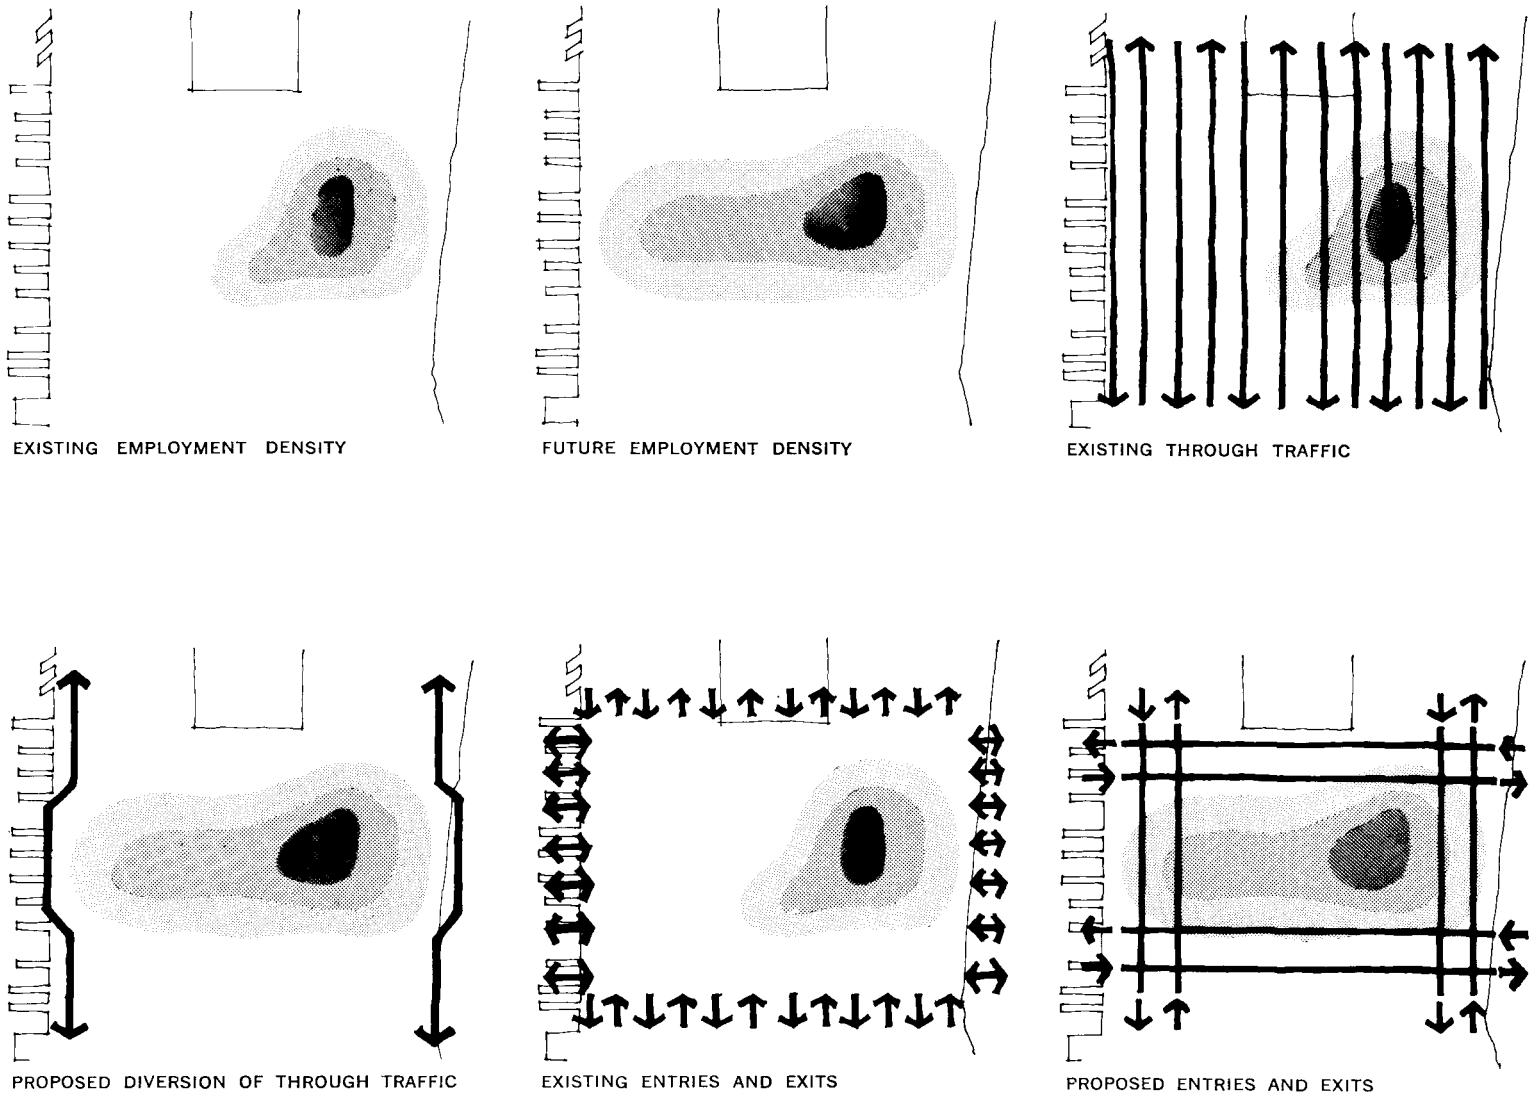 EXISTING EMPLOYMENT DENSITY
FUTURE EMPLOYMENT DENSITY
EXISTING THROUGH TRAFFIC
PROPOSED DIVERSION OF THROUGH TRAFFIC
EXISTING ENTRIES AND EXITS
PROPOSED ENTRIES AND EXITS